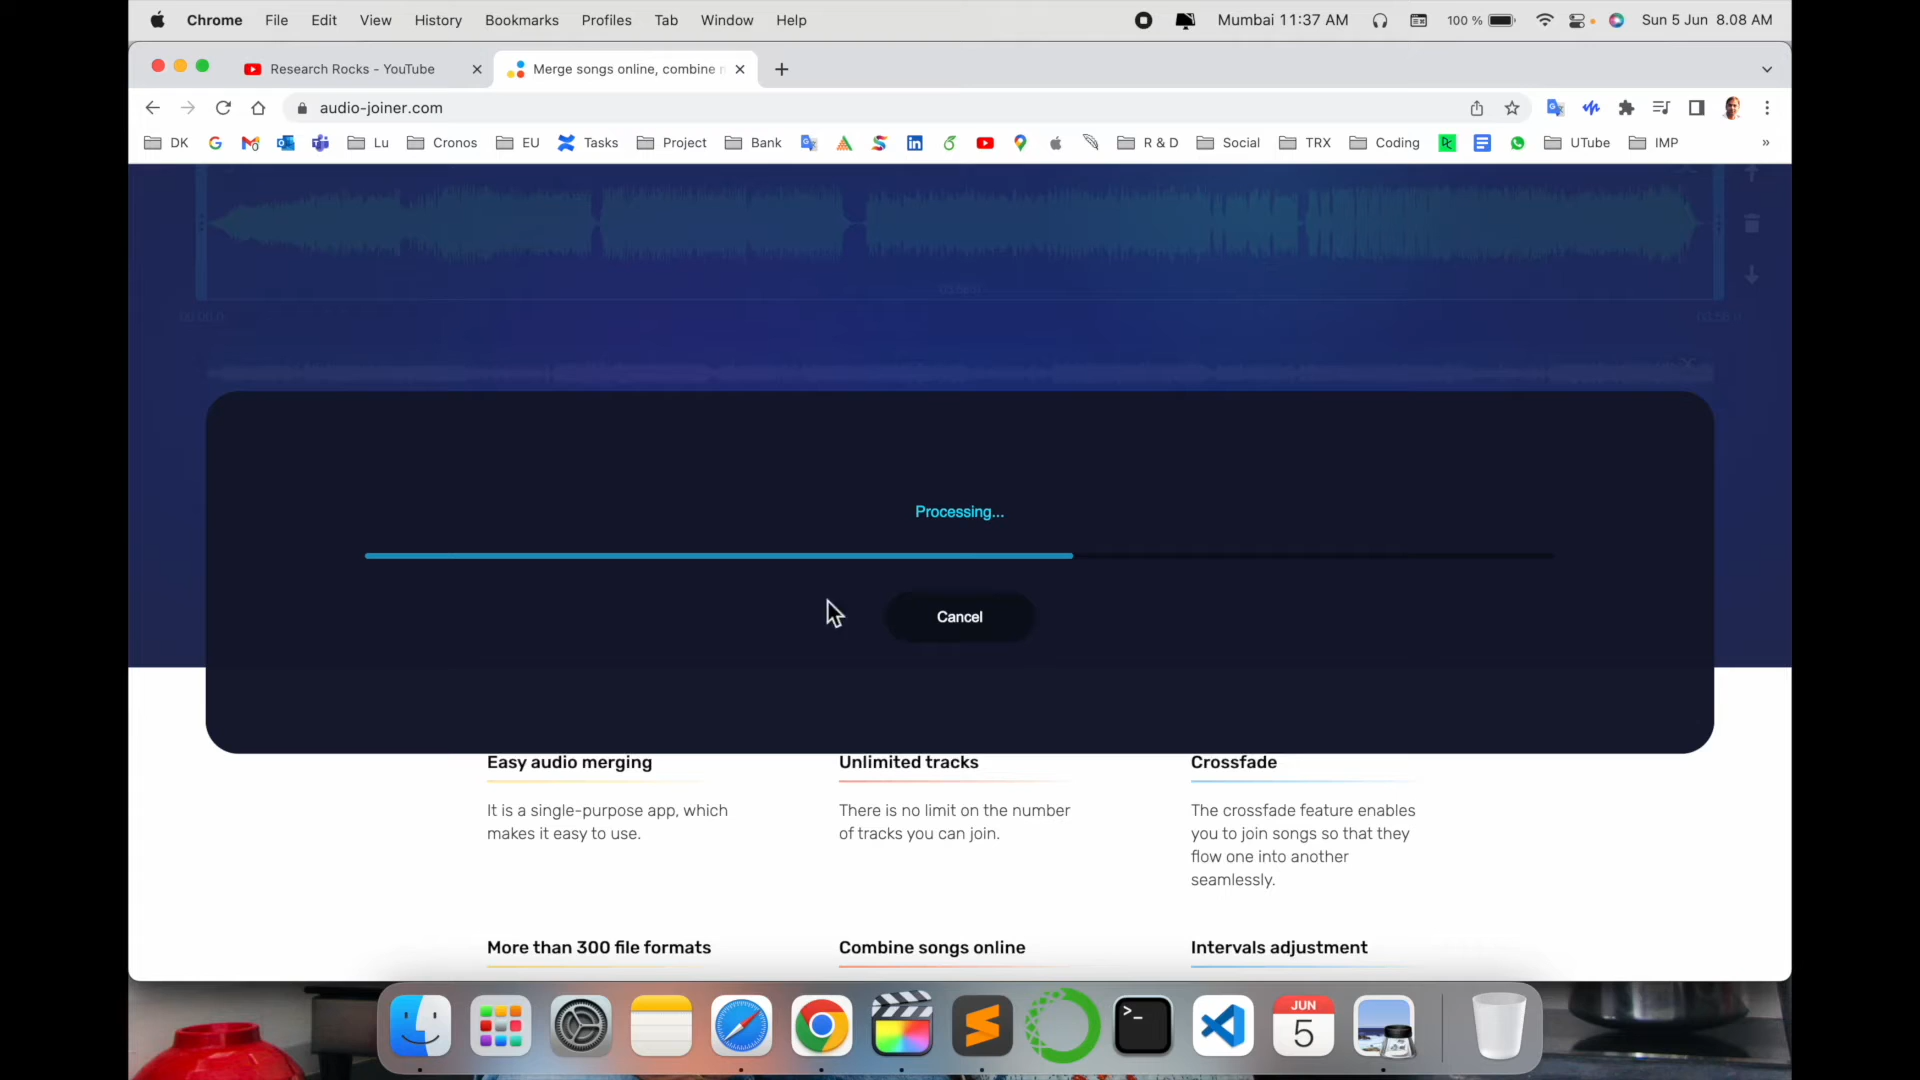 Chrome File Edit View History Bookmarks Profiles Tab Window Help Mumbai 11:37 AM 100 % Sun 5 Jun 8.08 AM
Research Rocks - YouTube Merge songs online, combine
audio-joiner.com
DK Lu Cronos EU Tasks Project Bank R & D Social TRX Coding DC UTube IMP »
Processing...
Cancel
Easy audio merging Unlimited tracks Crossfade
It is a single-purpose app, which There is no limit on the number The crossfade feature enables
makes it easy to use. of tracks you can join. you to join songs so that they
flow one into another
seamlessly.
More than 300 file formats Combine songs online Intervals adjustment
JUN
5